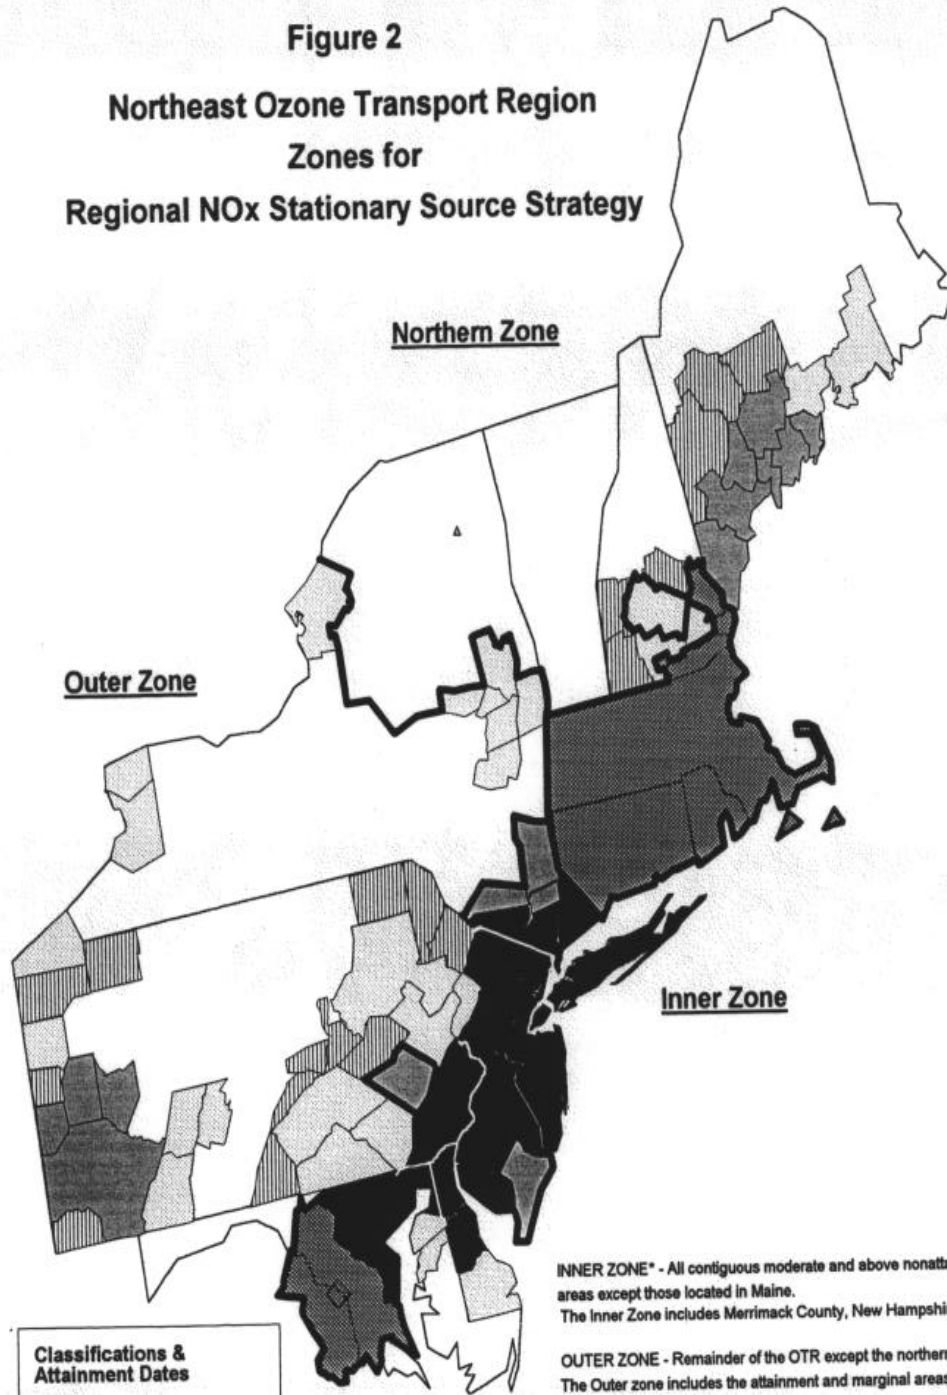 Figure 2
Northeast Ozone Transport Region
Zones for
Regional NOx Stationary Source Strategy
Northern Zone
Outer Zone
Inner Zone
INNER ZONE* - All contiguous moderate and above nonatt
areas except those located in Maine.
The Inner Zone includes Merrimack County, New Hampshi
OUTER ZONE - Remainder of the OTR except the northern
The Outer zone includes the attainment and marginal areas
Classifications &
Attainment Dates